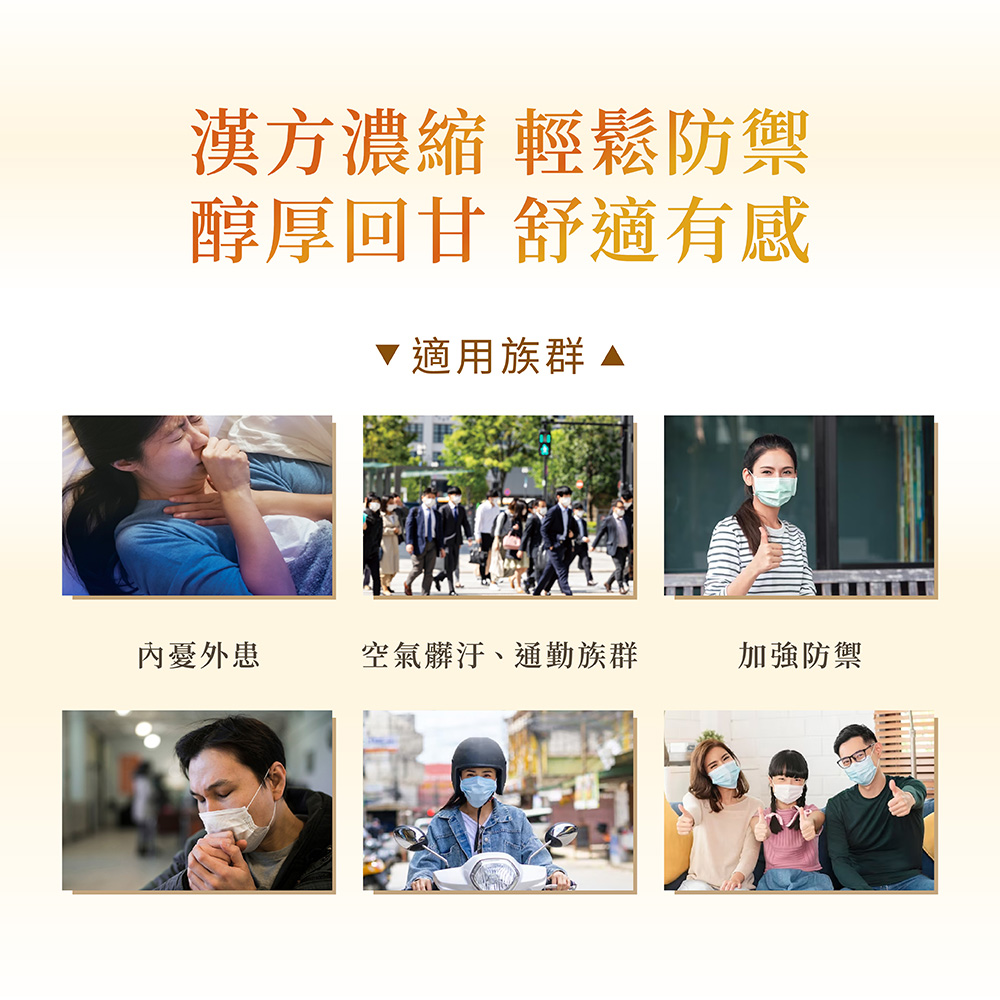 漢方濃縮 輕鬆防禦
醇厚回甘 舒適有感
▼適用族群▲
內憂外患
空氣髒汙、通勤族群
加強防禦